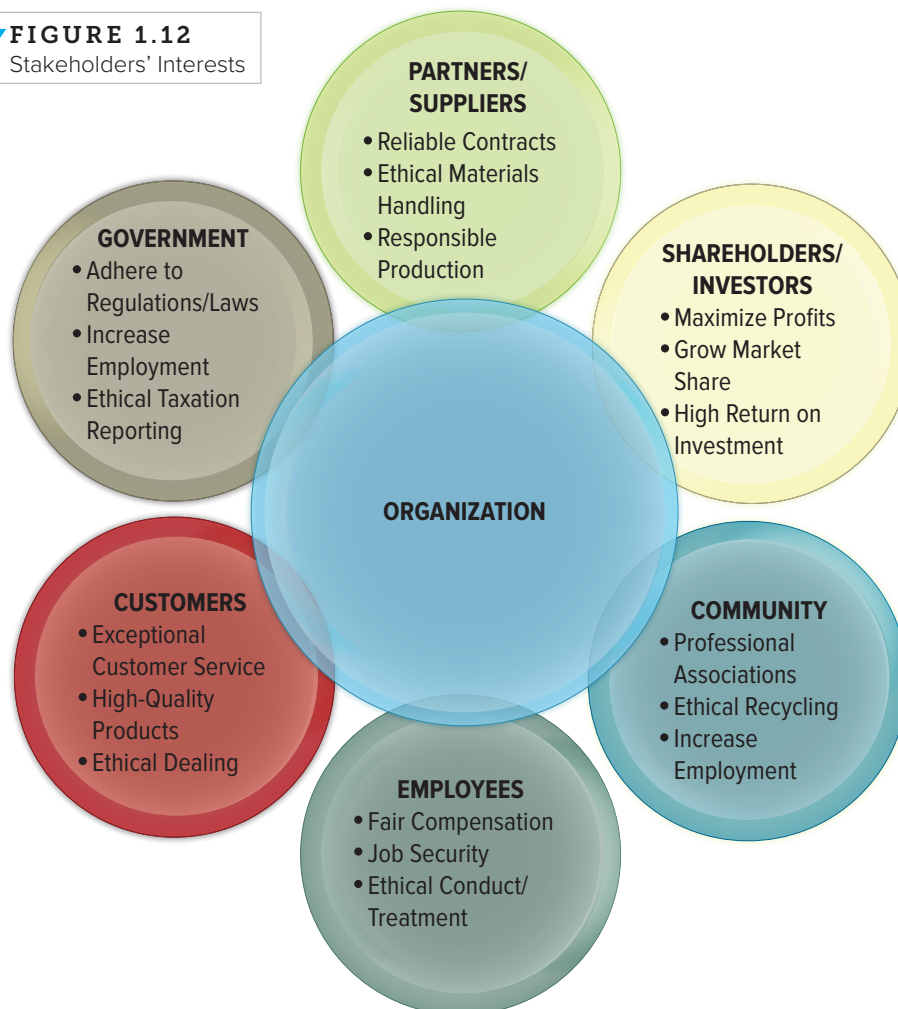 FIGURE 1.12
Stakeholders' Interests
PARTNERS/
SUPPLIERS
• Reliable Contracts
• Ethical Materials
Handling
• Responsible
Production
GOVERNMENT
• Adhere to
Regulations/Laws
• Increase
Employment
• Ethical Taxation
Reporting
SHAREHOLDERS/
INVESTORS
• Maximize Profits
• Grow Market
Share
• High Return on
Investment
ORGANIZATION
CUSTOMERS
• Exceptional
Customer Service
• High-Quality
Products
• Ethical Dealing
COMMUNITY
• Professional
Associations
• Ethical Recycling
• Increase
Employment
EMPLOYEES
• Fair Compensation
• Job Security
• Ethical Conduct/
Treatment